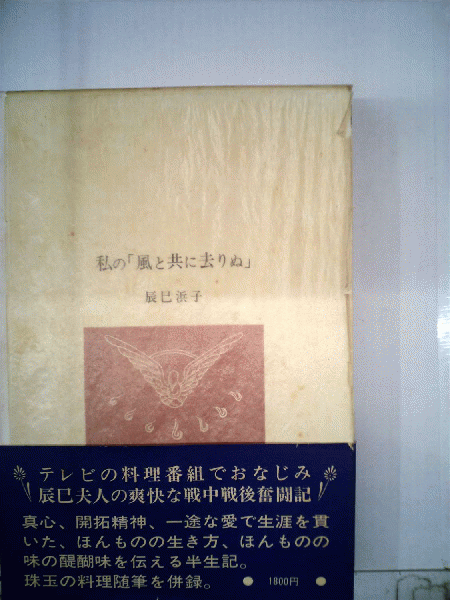 私の「風と共に去りぬ」
辰巳浜子
テレビの料理番組でおなじみ
辰巳夫人の爽快な戦中戦後奮闘記
真心、開拓精神、一途な愛で生涯を貫
いた、ほんものの生き方、ほんものの
味の醍醐味を伝える半生記。
珠玉の料理随筆を併録。 ● 1800円 ●